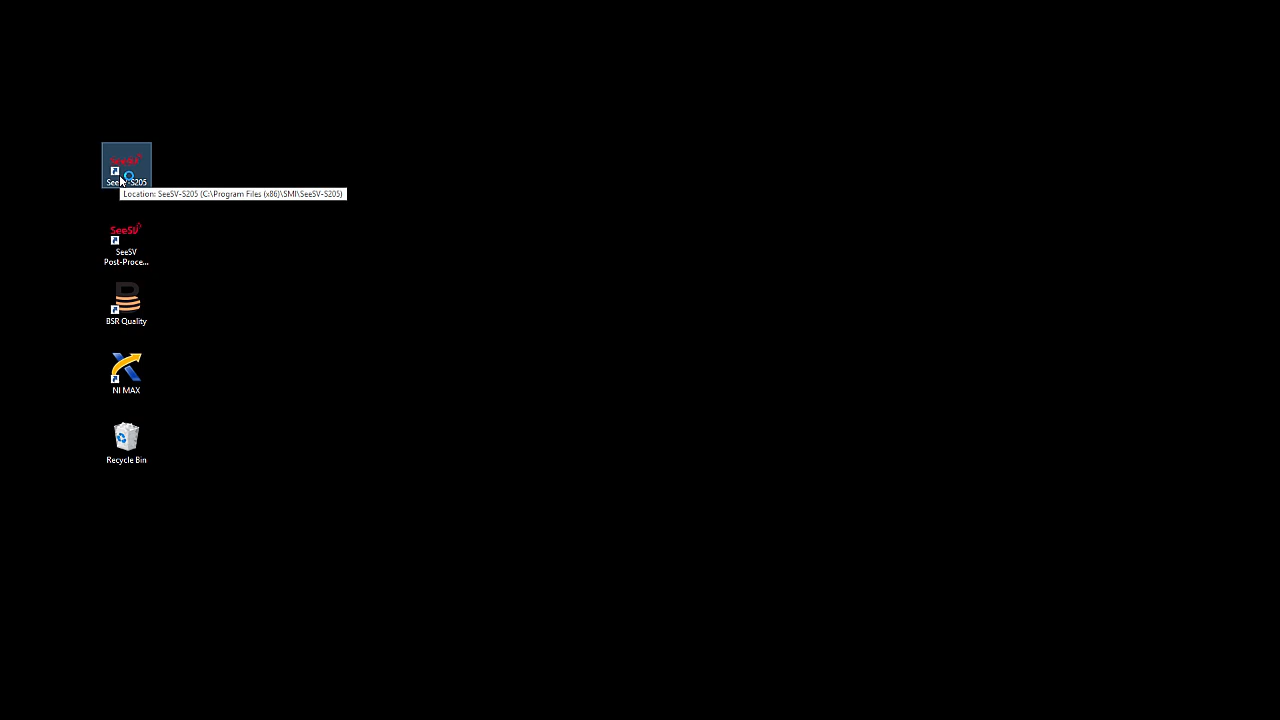 SeeSV
SeeSV-S205
Location: SeeSV-S205 (C:\Program Files (x86)\SMI\SeeSV-S205)
SeeSV
SeeSV
Post-Proce...
B
BSR Quality
NI MAX
Recycle Bin